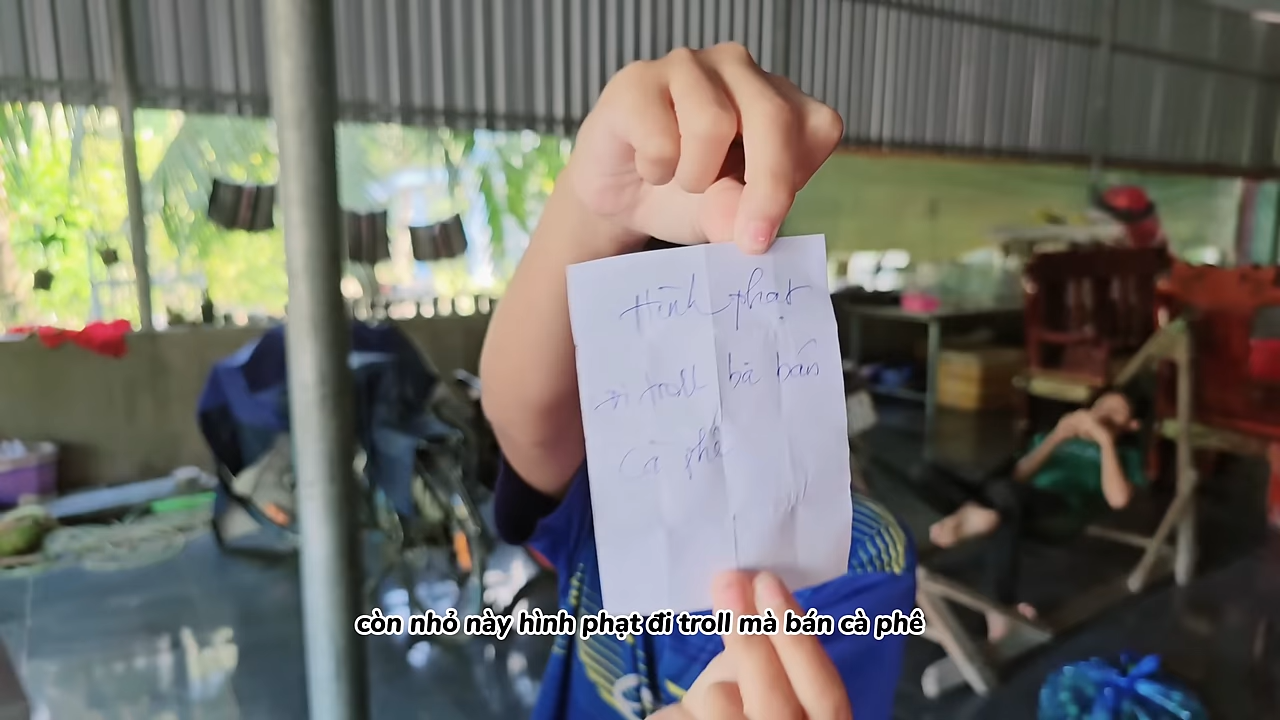 Hình phạt
đi troll bà bán
Cà phê
còn nhỏ này hình phạt đi troll mà bán cà phê